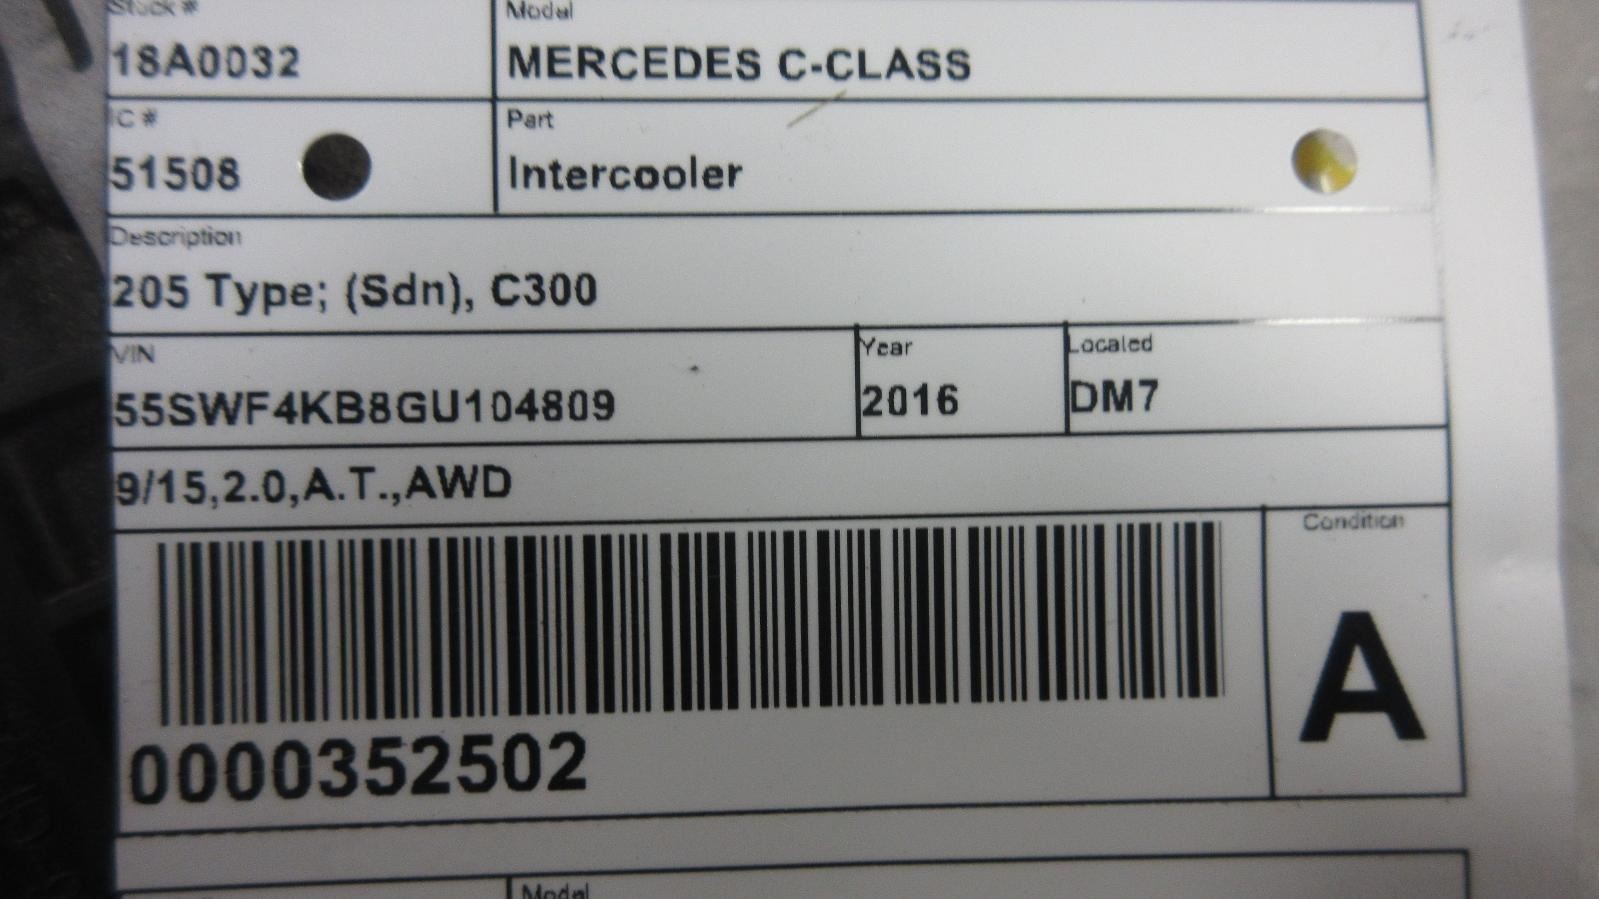 Stock #
Model
18A0032
MERCEDES C-CLASS
IC #
Part
51508
Intercooler
Description
205 Type; (Sdn), C300
VIN
Year
Located
55SWF4KB8GU104809
2016
DM7
9/15,2.0,A.T.,AWD
Condition
A
0000352502
Model